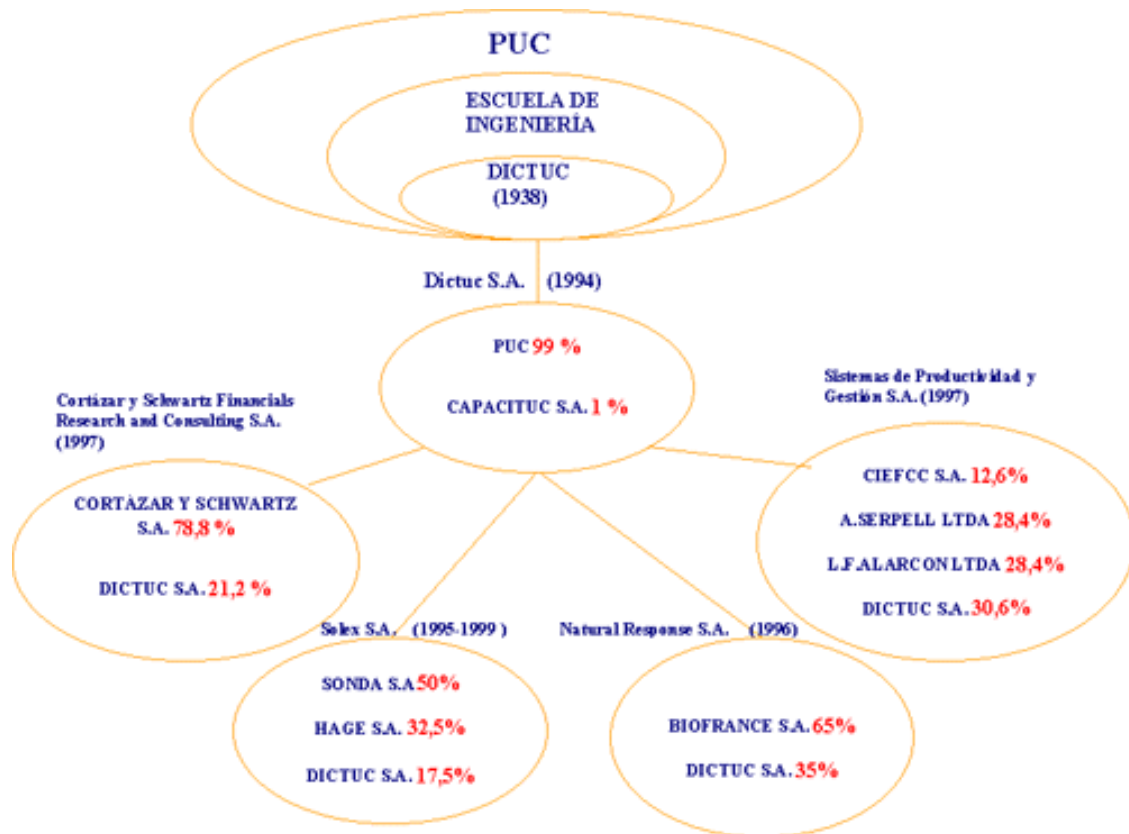 PUC
ESCUELA DE
INGENIERÍA
DICTUC
(1938)
Dictuc S.A. (1994)
PUC 99 %
CAPACITUC S.A. 1 %
Cortázar y Schwartz Financials
Research and Consulting S.A.
(1997)
CORTÁZAR Y SCHWARTZ
S.A. 78,8 %
DICTUC S.A. 21,2 %
Sistemas de Productividad y
Gestión S.A. (1997)
CIEFCC S.A. 12,6%
A.SERPELL LTDA 28,4%
L.F.ALARCON LTDA 28,4%
DICTUC S.A. 30,6%
Solex S.A. (1995-1999 )
SONDA S.A 50%
HAGE S.A. 32,5%
DICTUC S.A. 17,5%
Natural Response S.A. (1996)
BIOFRANCE S.A. 65%
DICTUC S.A. 35%